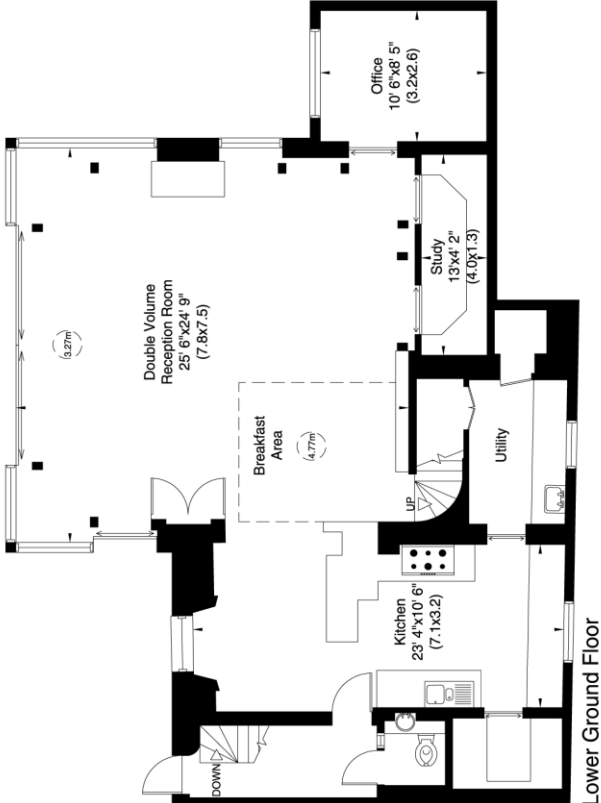 Office
10' 6"x8' 5"
(3.2x2.6)
Study
13'x4' 2"
(4.0x1.3)
3.27m
Double Volume
Reception Room
25' 6"x24' 9"
(7.8x7.5)
Breakfast
Area
4.77m
Utility
UP
Kitchen
23' 4"x10' 6"
(7.1x3.2)
DOWN
Lower Ground Floor